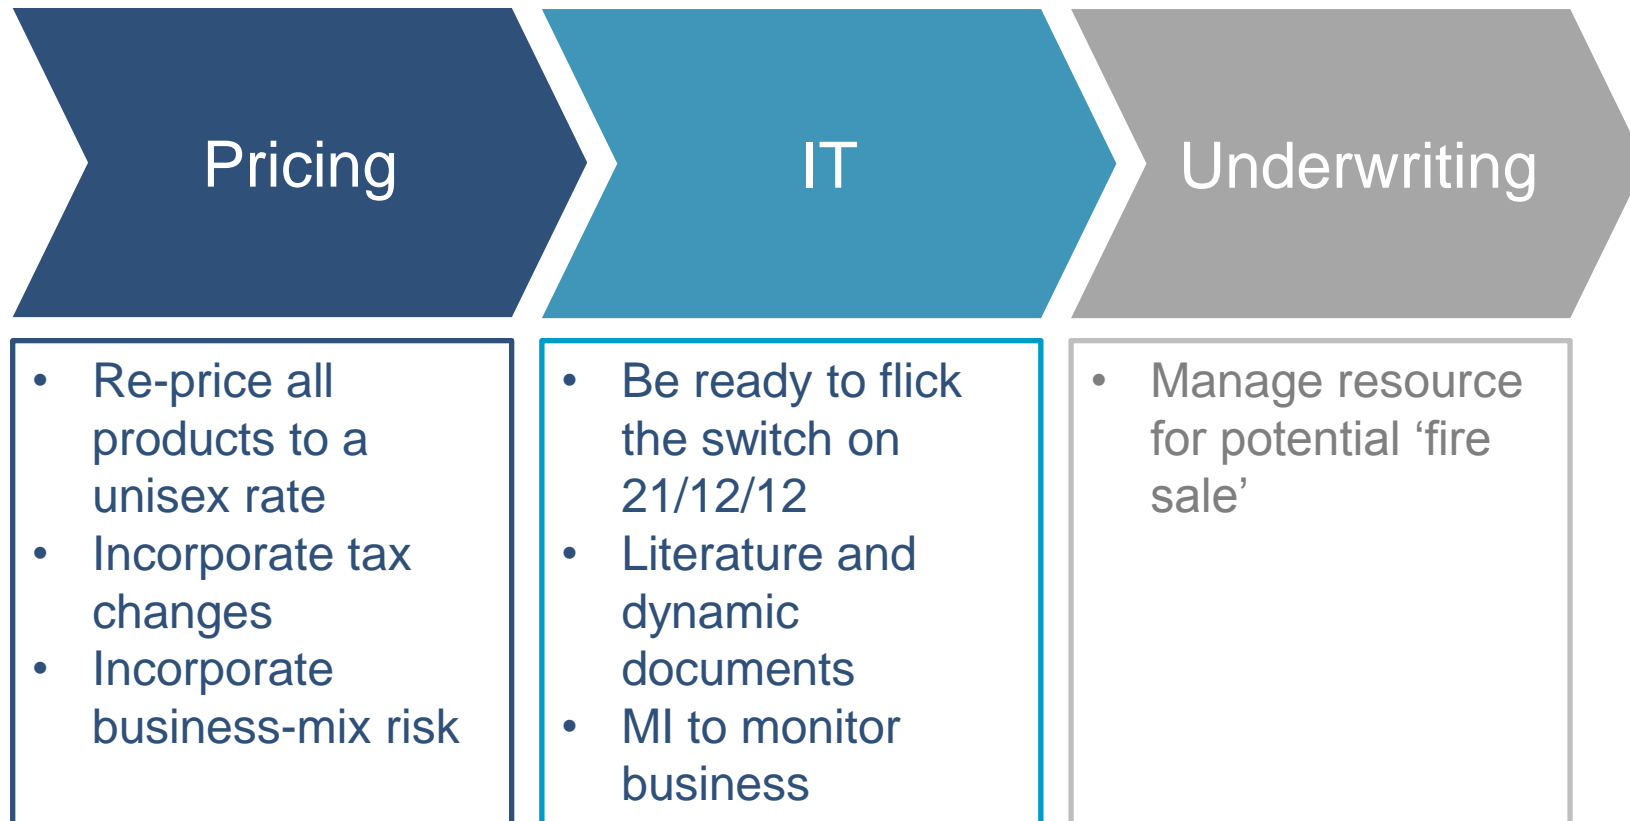 Pricing
IT
Underwriting
• Re-price all
products to a
unisex rate
• Incorporate tax
changes
• Incorporate
business-mix risk
• Be ready to flick
the switch on
21/12/12
• Literature and
dynamic
documents
• MI to monitor
business
• Manage resource
for potential ‘fire
sale’